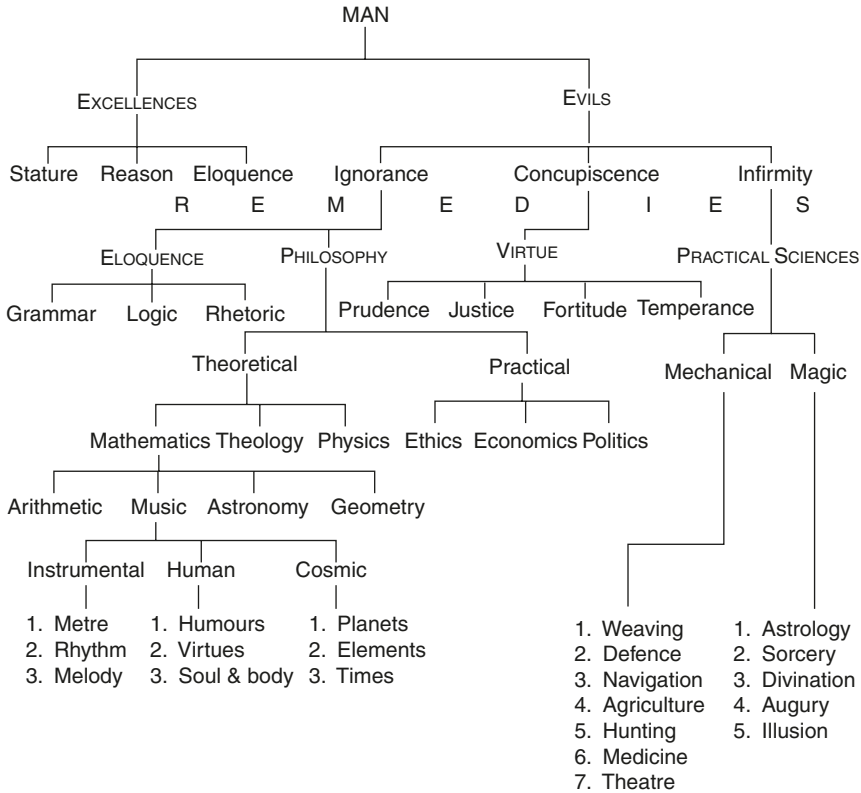 MAN
EXCELLENCES EVILS
Stature Reason Eloquence Ignorance Concupiscence Infirmity
R E M E D I E S
ELOQUENCE PHILOSOPHY VIRTUE PRACTICAL SCIENCES
Grammar Logic Rhetoric Prudence Justice Fortitude Temperance
Theoretical Practical Mechanical Magic
Mathematics Theology Physics Ethics Economics Politics
Arithmetic Music Astronomy Geometry
Instrumental Human Cosmic
1. Metre 1. Humours 1. Planets 1. Weaving 1. Astrology
2. Rhythm 2. Virtues 2. Elements 2. Defence 2. Sorcery
3. Melody 3. Soul & body 3. Times 3. Navigation 3. Divination
4. Agriculture 4. Augury
5. Hunting 5. Illusion
6. Medicine
7. Theatre